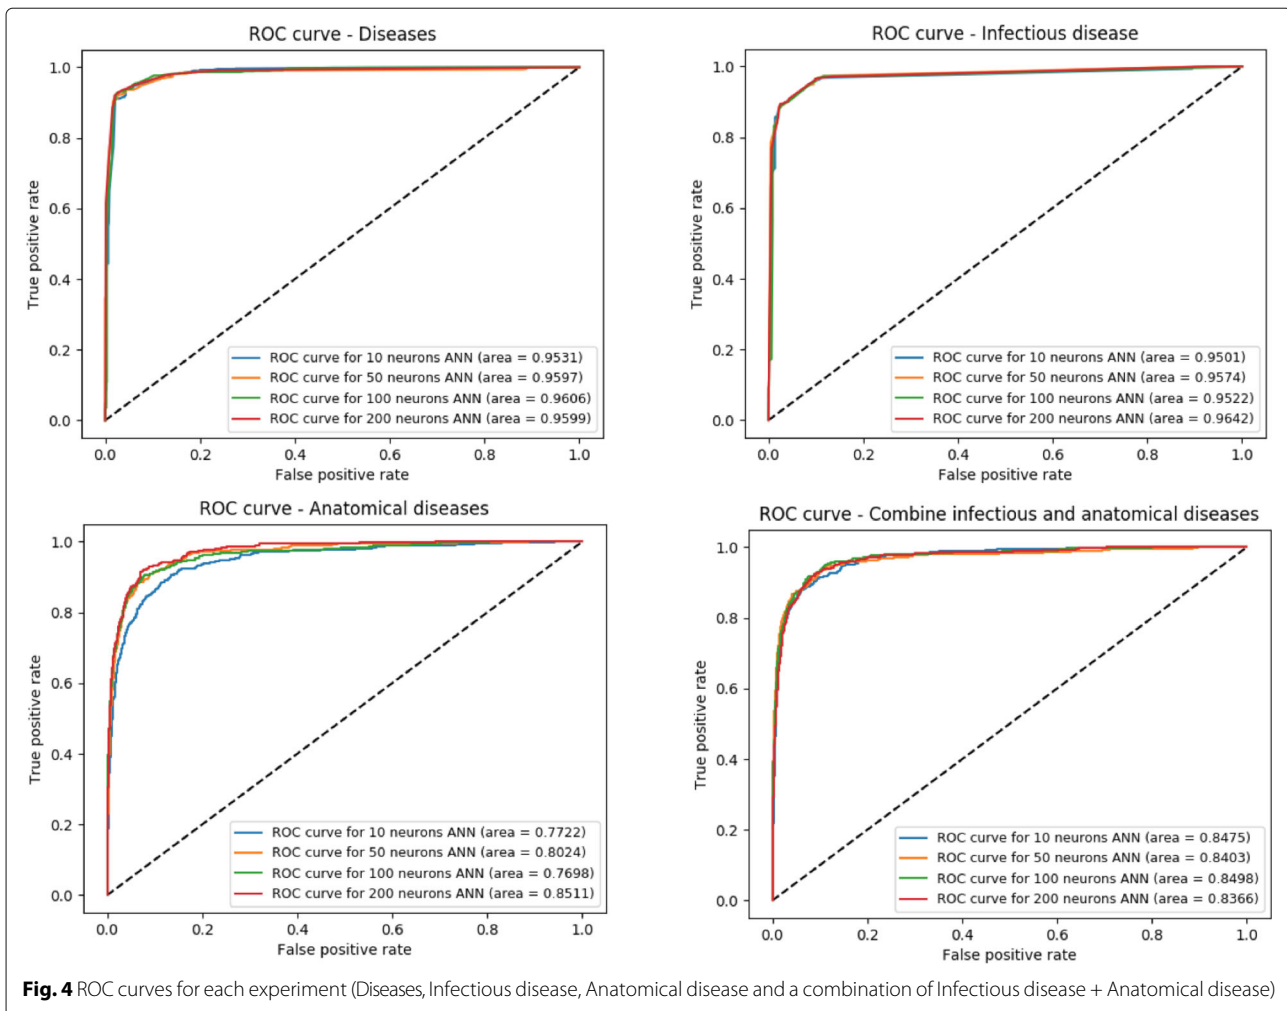 ROC curve - Diseases
True positive rate
1.0
0.8
0.6
0.4
0.2
0.0
ROC curve for 10 neurons ANN (area = 0.9531)
ROC curve for 50 neurons ANN (area = 0.9597)
ROC curve for 100 neurons ANN (area = 0.9606)
ROC curve for 200 neurons ANN (area = 0.9599)
0.0 0.2 0.4 0.6 0.8 1.0
False positive rate
ROC curve - Infectious disease
True positive rate
1.0
0.8
0.6
0.4
0.2
0.0
ROC curve for 10 neurons ANN (area = 0.9501)
ROC curve for 50 neurons ANN (area = 0.9574)
ROC curve for 100 neurons ANN (area = 0.9522)
ROC curve for 200 neurons ANN (area = 0.9642)
0.0 0.2 0.4 0.6 0.8 1.0
False positive rate
ROC curve - Anatomical diseases
True positive rate
1.0
0.8
0.6
0.4
0.2
0.0
ROC curve for 10 neurons ANN (area = 0.7722)
ROC curve for 50 neurons ANN (area = 0.8024)
ROC curve for 100 neurons ANN (area = 0.7698)
ROC curve for 200 neurons ANN (area = 0.8511)
0.0 0.2 0.4 0.6 0.8 1.0
False positive rate
ROC curve - Combine infectious and anatomical diseases
True positive rate
1.0
0.8
0.6
0.4
0.2
0.0
ROC curve for 10 neurons ANN (area = 0.8475)
ROC curve for 50 neurons ANN (area = 0.8403)
ROC curve for 100 neurons ANN (area = 0.8498)
ROC curve for 200 neurons ANN (area = 0.8366)
0.0 0.2 0.4 0.6 0.8 1.0
False positive rate
Fig. 4 ROC curves for each experiment (Diseases, Infectious disease, Anatomical disease and a combination of Infectious disease + Anatomical disease)